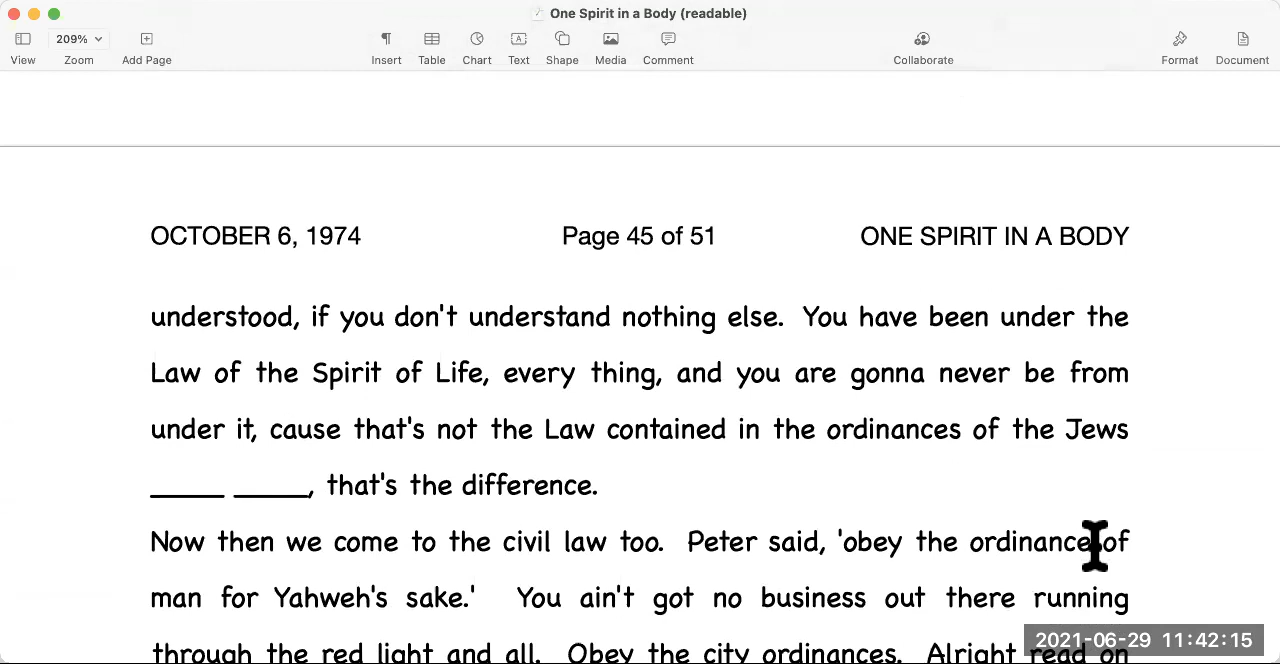 One Spirit in a Body (readable)
209%
View Zoom Add Page Insert Table Chart Text Shape Media Comment Collaborate Format Document
OCTOBER 6, 1974 Page 45 of 51 ONE SPIRIT IN A BODY
understood, if you don't understand nothing else. You have been under the
Law of the Spirit of Life, every thing, and you are gonna never be from
under it, cause that's not the Law contained in the ordinances of the Jews
_____ _____, that's the difference.
Now then we come to the civil law too. Peter said, 'obey the ordinance of
man for Yahweh's sake.' You ain't got no business out there running
through the red light and all. Obey the city ordinances. Alright read on
2021-06-29 11:42:15